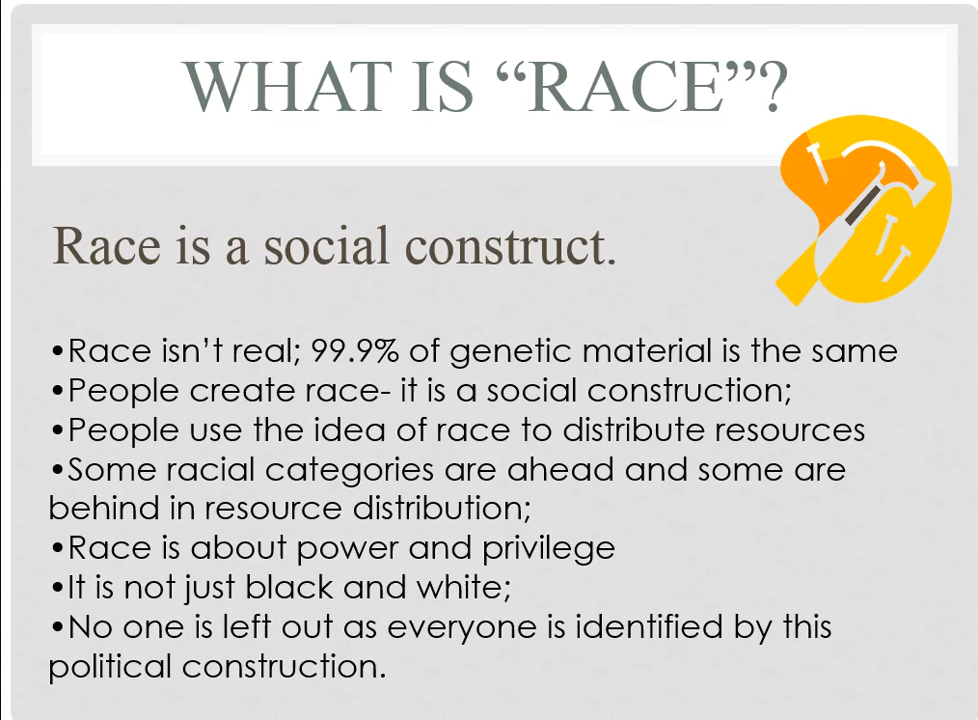 WHAT IS “RACE”?
Race is a social construct.
•Race isn’t real; 99.9% of genetic material is the same
•People create race- it is a social construction;
•People use the idea of race to distribute resources
•Some racial categories are ahead and some are
behind in resource distribution;
•Race is about power and privilege
•It is not just black and white;
•No one is left out as everyone is identified by this
political construction.